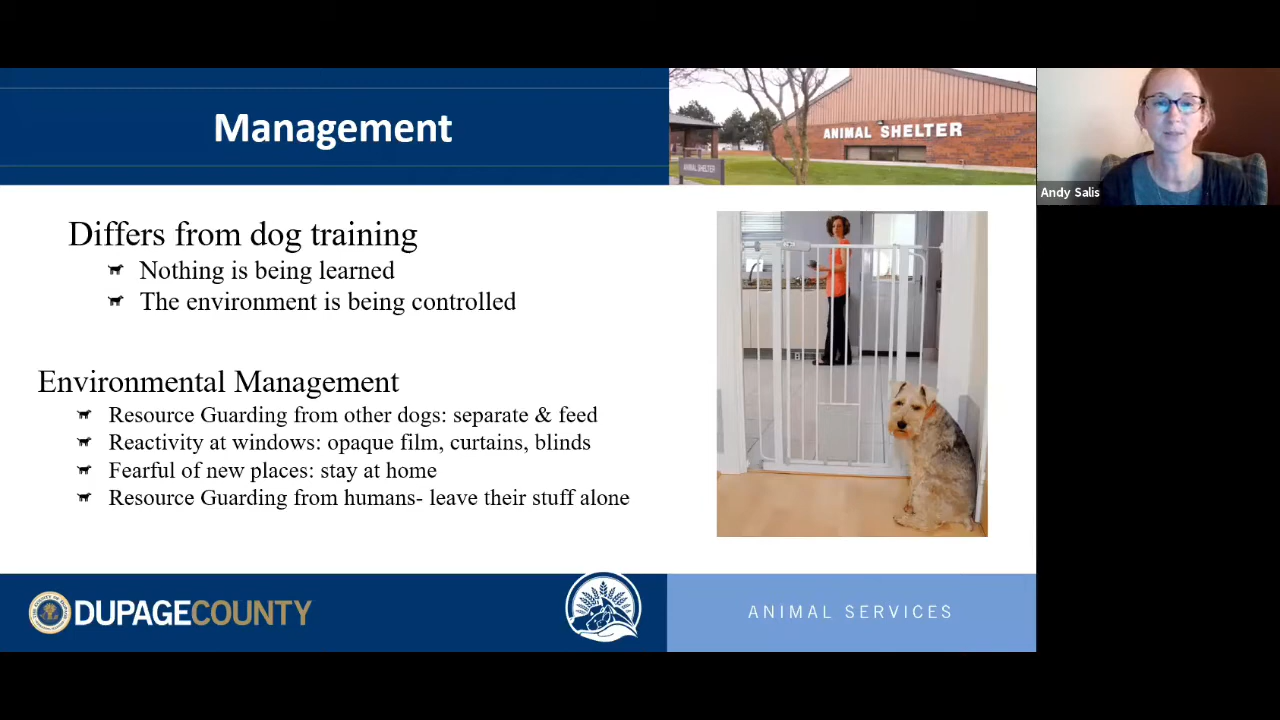 Management
ANIMAL SHELTER
ANIMAL SHELTER
Andy Salis
Differs from dog training
Nothing is being learned
The environment is being controlled
Environmental Management
Resource Guarding from other dogs: separate & feed
Reactivity at windows: opaque film, curtains, blinds
Fearful of new places: stay at home
Resource Guarding from humans- leave their stuff alone
DUPAGECOUNTY
ANIMAL SERVICES